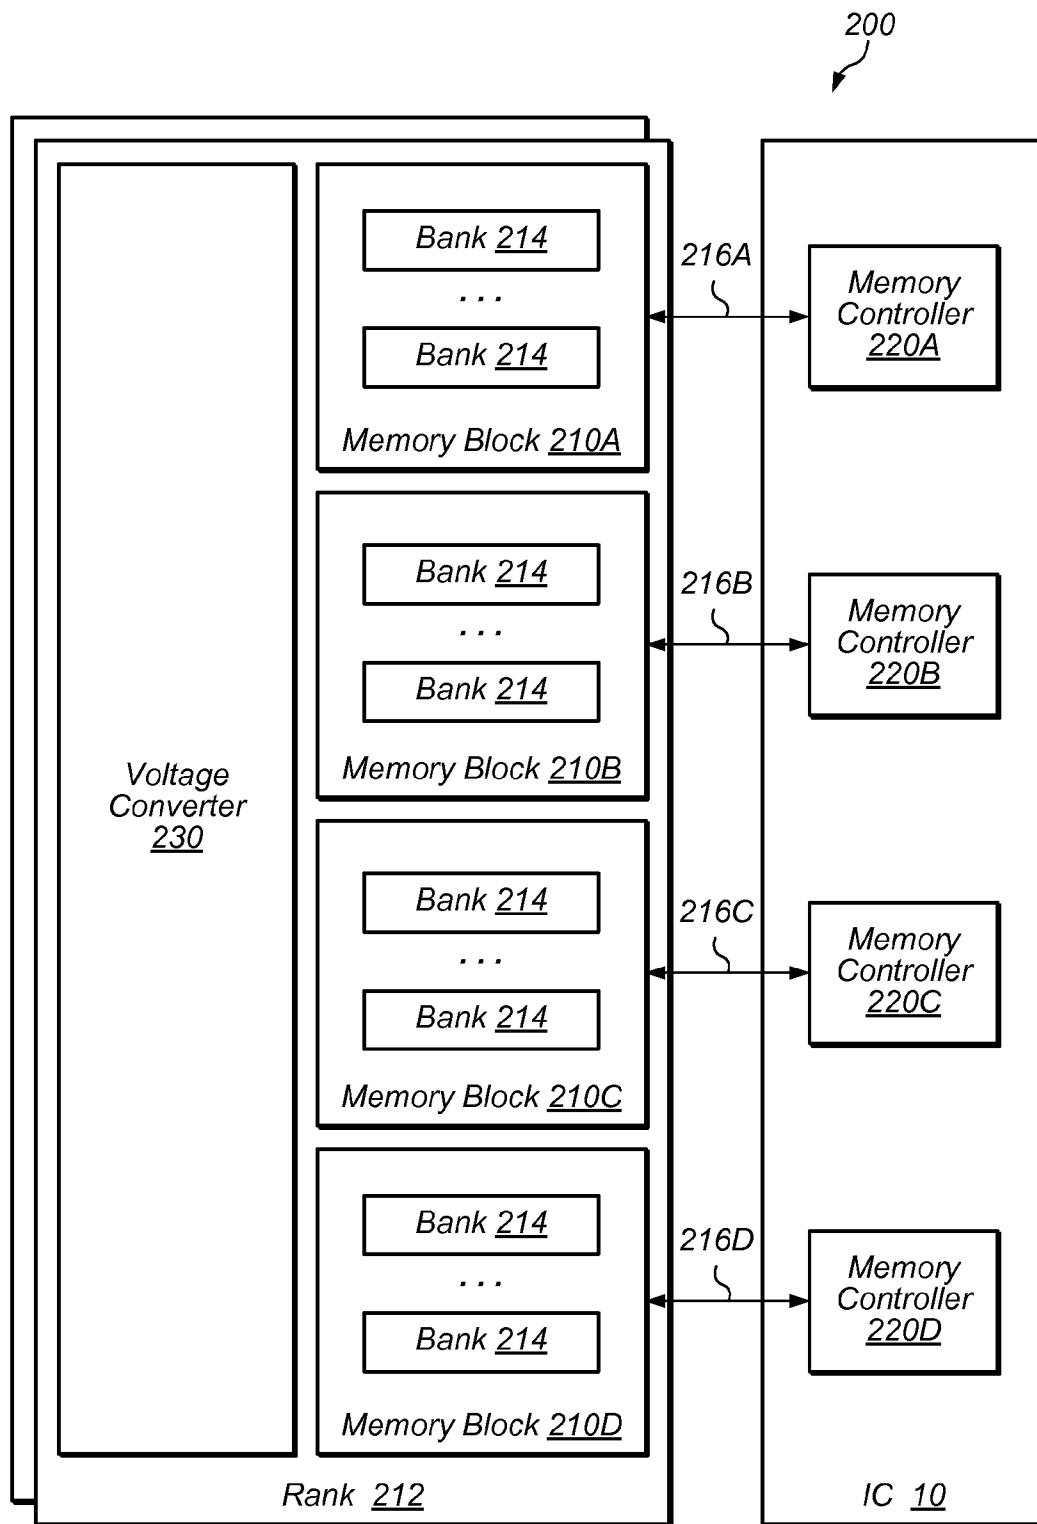 200
Bank 214
. . .
Bank 214
Memory Block 210A
216A
Memory
Controller
220A
Bank 214
. . .
Bank 214
Memory Block 210B
216B
Memory
Controller
220B
Voltage
Converter
230
Bank 214
. . .
Bank 214
Memory Block 210C
216C
Memory
Controller
220C
Bank 214
. . .
Bank 214
Memory Block 210D
216D
Memory
Controller
220D
Rank 212
IC 10